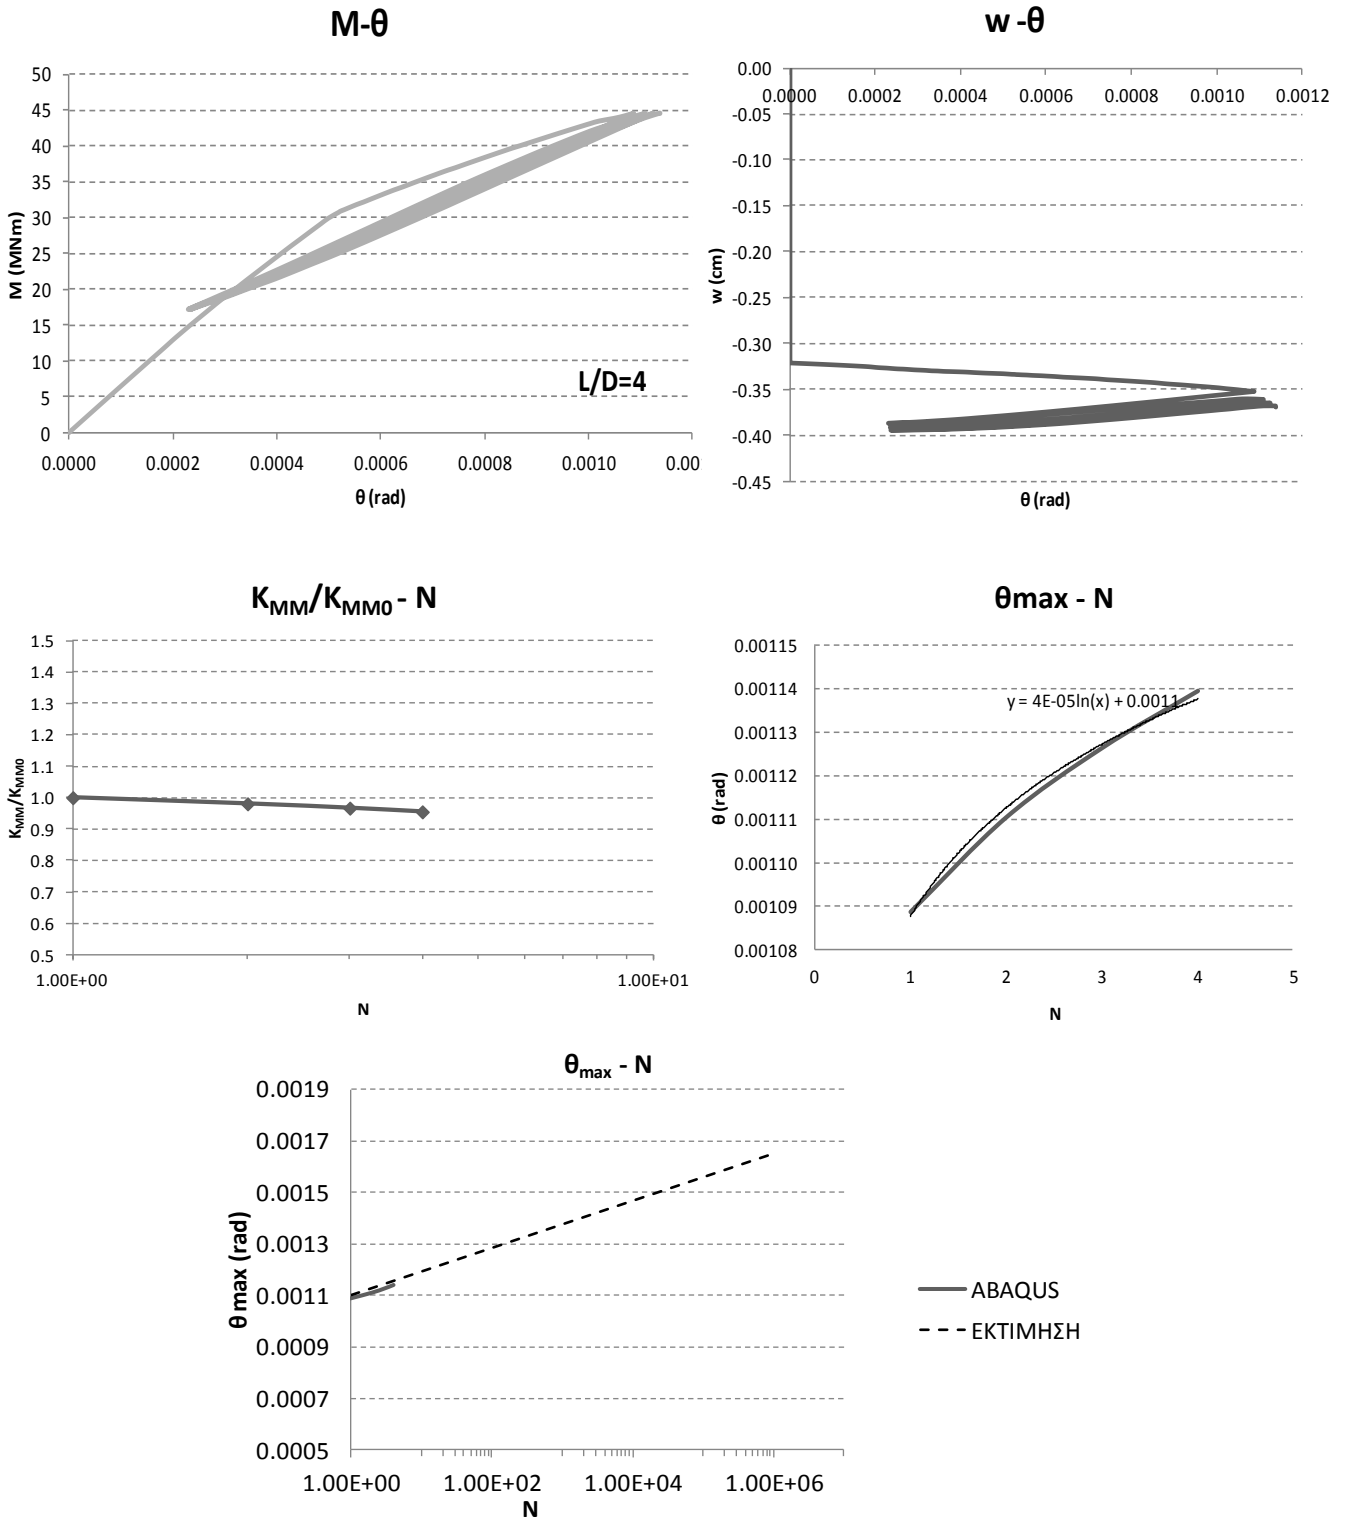 M-θ
50
45
40
35
30
25
20
15
10
5
0
M (MNm)
L/D=4
0.0000 0.0002 0.0004 0.0006 0.0008 0.0010 0.00
θ (rad)
w -θ
0.00
-0.05
-0.10
-0.15
-0.20
-0.25
-0.30
-0.35
-0.40
-0.45
w (cm)
0.0000 0.0002 0.0004 0.0006 0.0008 0.0010 0.0012
θ (rad)
K_MM/K_MM0 - N
1.5
1.4
1.3
1.2
1.1
1.0
0.9
0.8
0.7
0.6
0.5
K_MM/K_MM0
1.00E+00 1.00E+01
N
θmax - N
0.00115
0.00114
0.00113
0.00112
0.00111
0.00110
0.00109
0.00108
θ (rad)
y = 4E-05ln(x) + 0.0011
0 1 2 3 4 5
N
θ_max - N
0.0019
0.0017
0.0015
0.0013
0.0011
0.0009
0.0007
0.0005
θ max (rad)
1.00E+00 1.00E+02 1.00E+04 1.00E+06
N
ABAQUS
ΕΚΤΙΜΗΣΗ